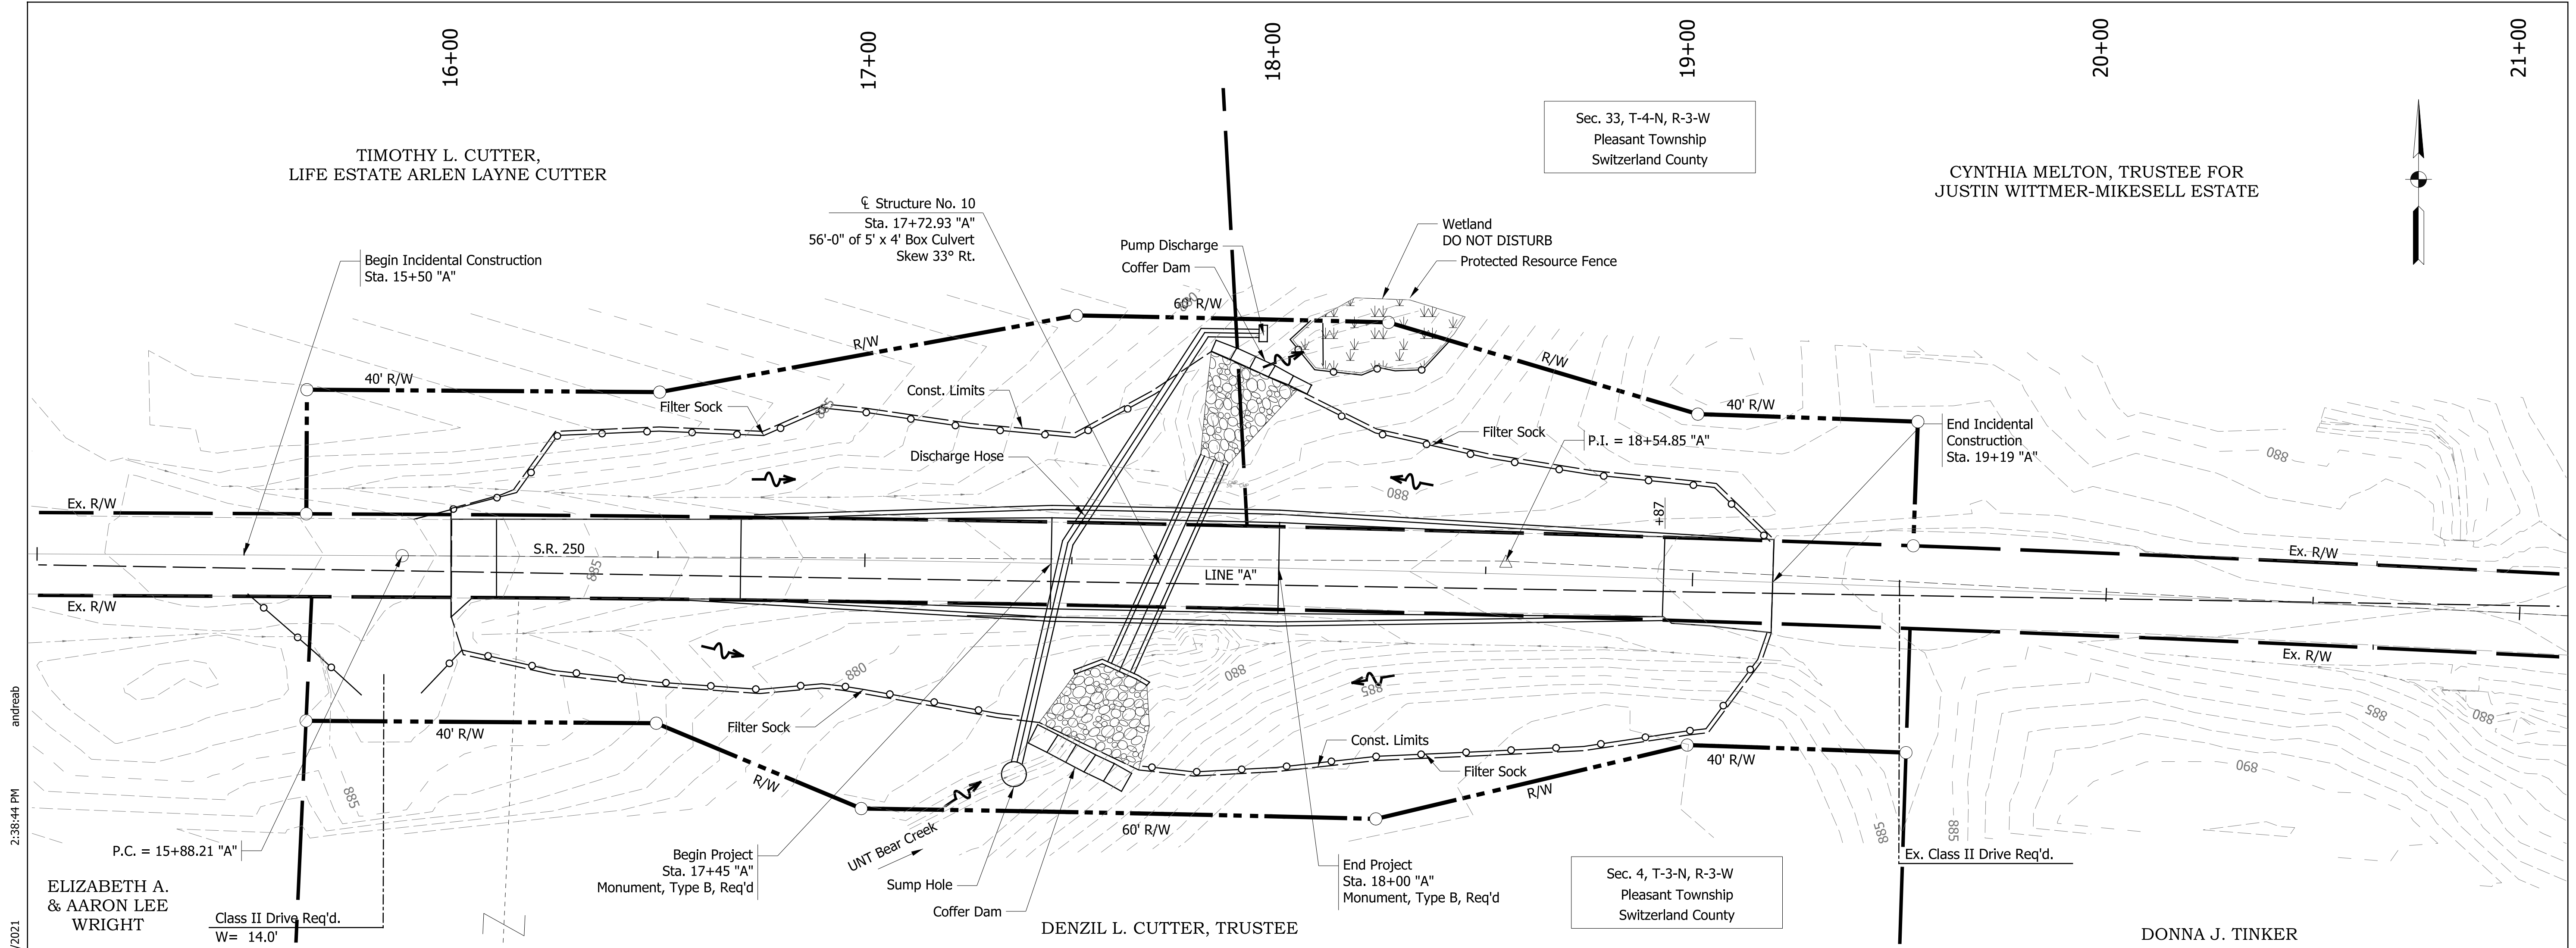 16+00
17+00
18+00
19+00
20+00
21+00
Sec. 33, T-4-N, R-3-W
Pleasant Township
Switzerland County
TIMOTHY L. CUTTER,
LIFE ESTATE ARLEN LAYNE CUTTER
CYNTHIA MELTON, TRUSTEE FOR
JUSTIN WITTMER-MIKESELL ESTATE
℄ Structure No. 10
Sta. 17+72.93 "A"
56'-0" of 5' x 4' Box Culvert
Skew 33° Rt.
Wetland
DO NOT DISTURB
Protected Resource Fence
Pump Discharge
Coffer Dam
Begin Incidental Construction
Sta. 15+50 "A"
60' R/W
880
R/W
R/W
40' R/W
Const. Limits
Filter Sock
885
40' R/W
Filter Sock
P.I. = 18+54.85 "A"
End Incidental
Construction
Sta. 19+19 "A"
Discharge Hose
880
880
+87
Ex. R/W
S.R. 250
885
LINE "A"
Ex. R/W
Ex. R/W
Ex. R/W
880
880
885
Filter Sock
40' R/W
Const. Limits
Filter Sock
40' R/W
885
880
890
R/W
R/W
885
60' R/W
UNT Bear Creek
885
885
P.C. = 15+88.21 "A"
Begin Project
Sta. 17+45 "A"
Monument, Type B, Req'd
End Project
Sta. 18+00 "A"
Monument, Type B, Req'd
Ex. Class II Drive Req'd.
Sump Hole
Coffer Dam
Sec. 4, T-3-N, R-3-W
Pleasant Township
Switzerland County
ELIZABETH A.
& AARON LEE
WRIGHT
Class II Drive Req'd.
W= 14.0'
DENZIL L. CUTTER, TRUSTEE
DONNA J. TINKER
/2021 2:38:44 PM andreab